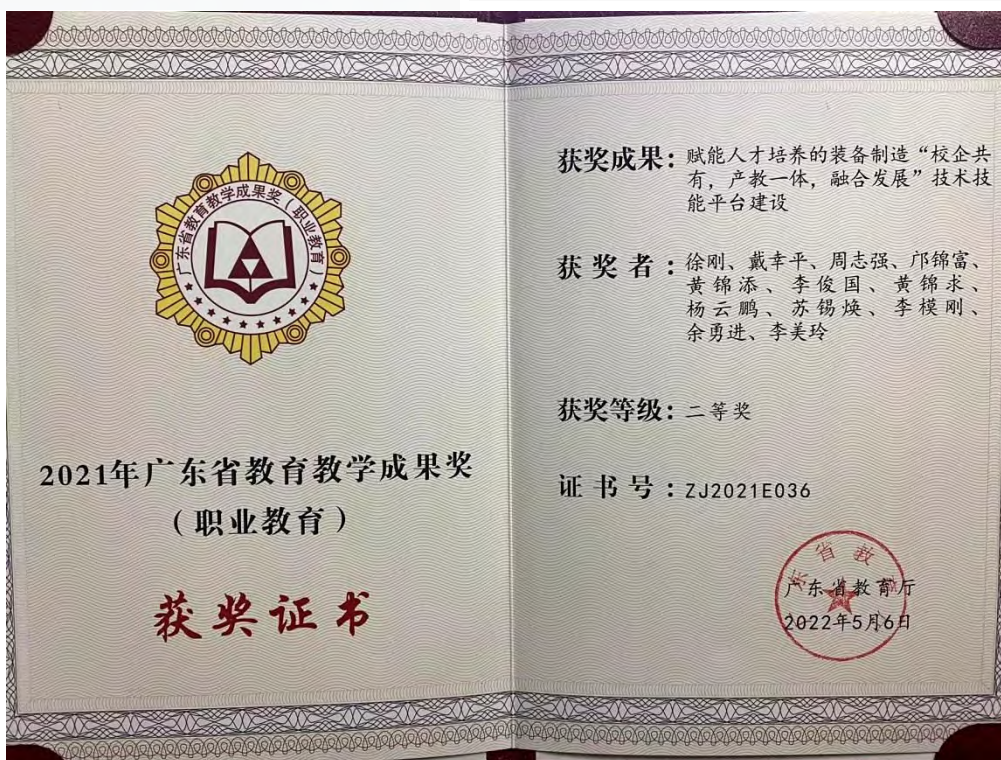 广东省教育教学成果奖（职业教育）
2021年广东省教育教学成果奖
（职业教育）
获奖证书
获奖成果：赋能人才培养的装备制造“校企共
有，产教一体，融合发展”技术技
能平台建设
获奖者：徐刚、戴幸平、周志强、邝锦富、
黄锦添、李俊国、黄锦求、
杨云鹏、苏锡焕、李模刚、
余勇进、李美玲
获奖等级：二等奖
证书号：ZJ2021E036
广东省教育厅
2022年5月6日